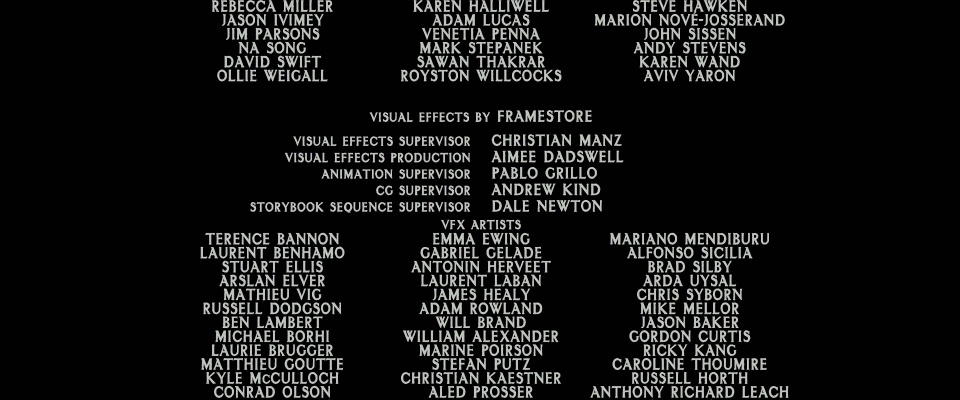 REBECCA MILLER KAREN HALLIWELL STEVE HAWKEN
JASON IVIMEY ADAM LUCAS MARION NOVÉ-JOSSERAND
JIM PARSONS VENETIA PENNA JOHN SISSEN
NA SONG MARK STEPANEK ANDY STEVENS
DAVID SWIFT SAWAN THAKRAR KAREN WAND
OLLIE WEIGALL ROYSTON WILLCOCKS AVIV YARON
VISUAL EFFECTS BY FRAMESTORE
VISUAL EFFECTS SUPERVISOR CHRISTIAN MANZ
VISUAL EFFECTS PRODUCTION AIMEE DADSWELL
ANIMATION SUPERVISOR PABLO GRILLO
CG SUPERVISOR ANDREW KIND
STORYBOOK SEQUENCE SUPERVISOR DALE NEWTON
VFX ARTISTS
TERENCE BANNON EMMA EWING MARIANO MENDIBURU
LAURENT BENHAMO GABRIEL GELADE ALFONSO SICILIA
STUART ELLIS ANTONIN HERVEET BRAD SILBY
ARSLAN ELVER LAURENT LABAN ARDA UYSAL
MATHIEU VIG JAMES HEALY CHRIS SYBORN
RUSSELL DODGSON ADAM ROWLAND MIKE MELLOR
BEN LAMBERT WILL BRAND JASON BAKER
MICHAEL BORHI WILLIAM ALEXANDER GORDON CURTIS
LAURIE BRUGGER MARINE POIRSON RICKY KANG
MATTHIEU GOUTTE STEFAN PUTZ CAROLINE THOUMIRE
KYLE McCULLOCH CHRISTIAN KAESTNER RUSSELL HORTH
CONRAD OLSON ALED PROSSER ANTHONY RICHARD LEACH